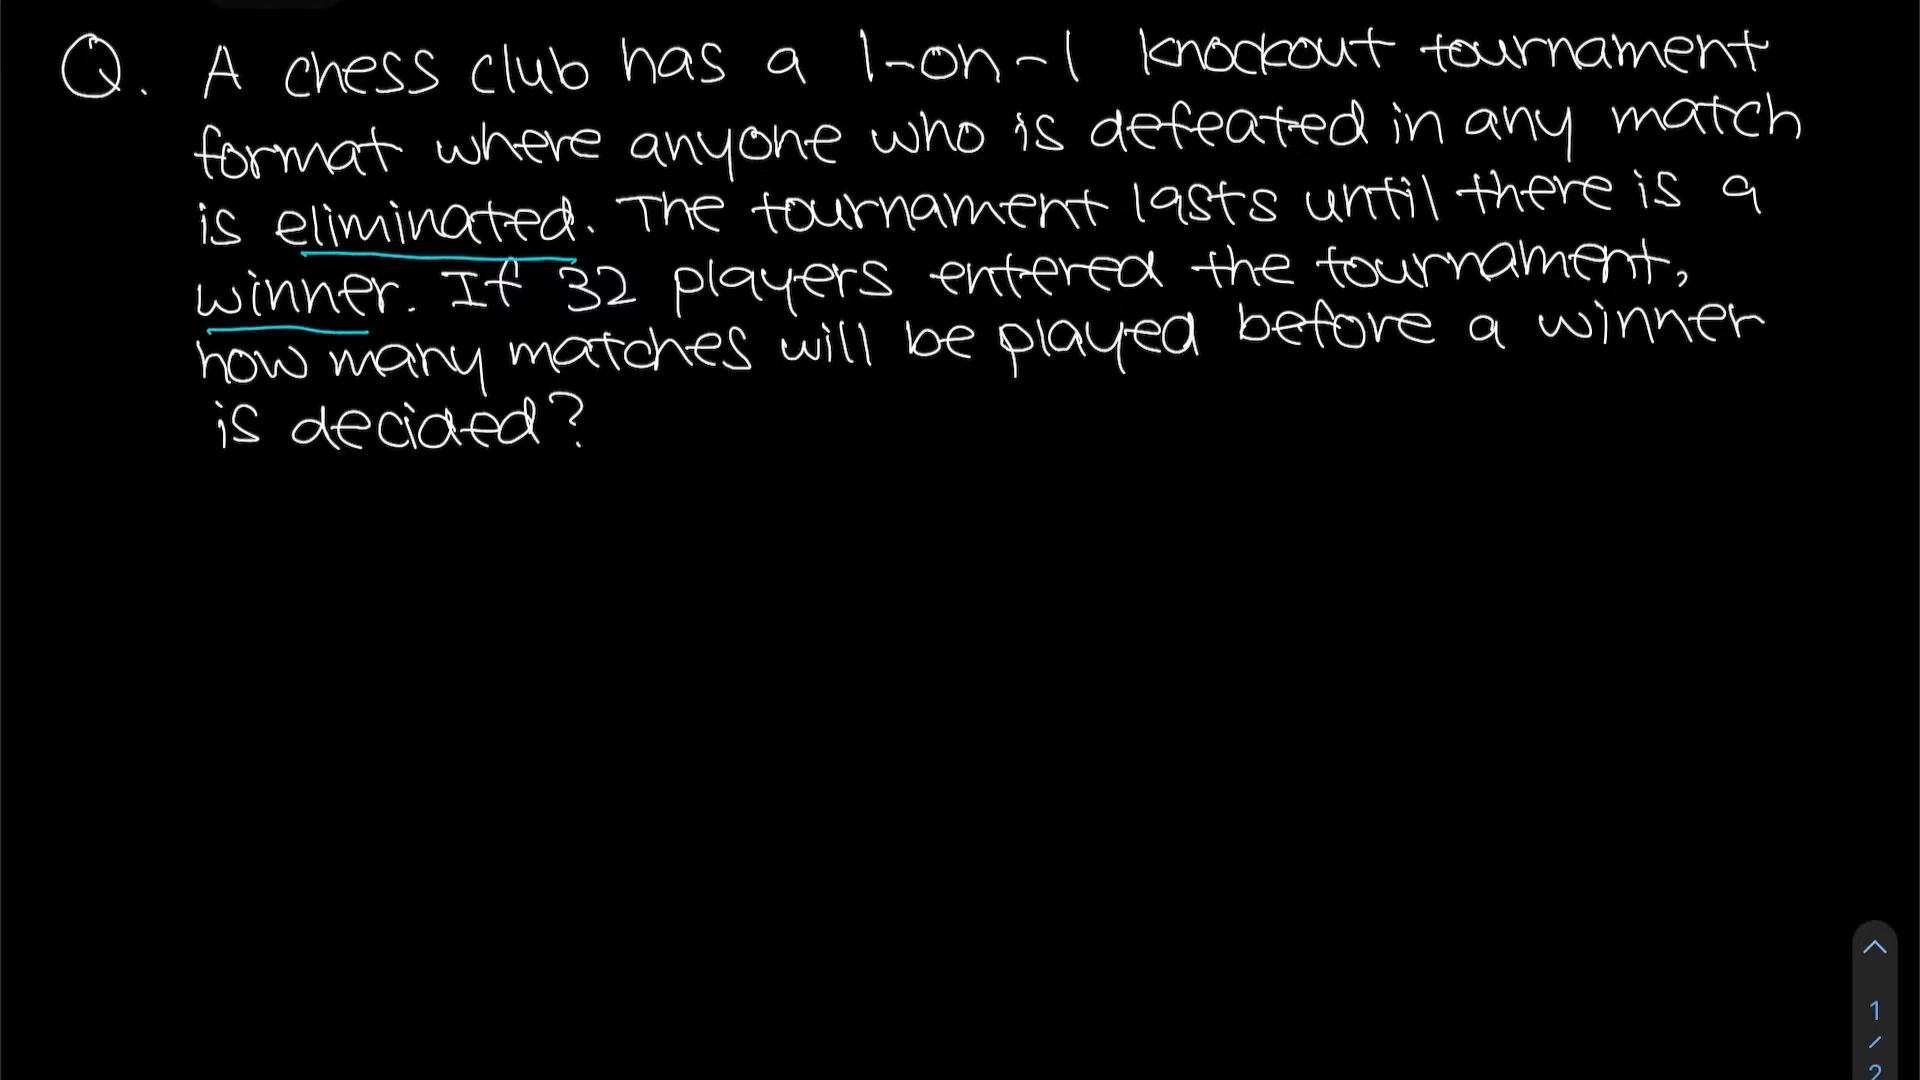 Q. A chess club has a 1-on-1 knockout tournament
format where anyone who is defeated in any match
is eliminated. The tournament lasts until there is a
winner. If 32 players entered the tournament,
how many matches will be played before a winner
is decided?
1
/
2